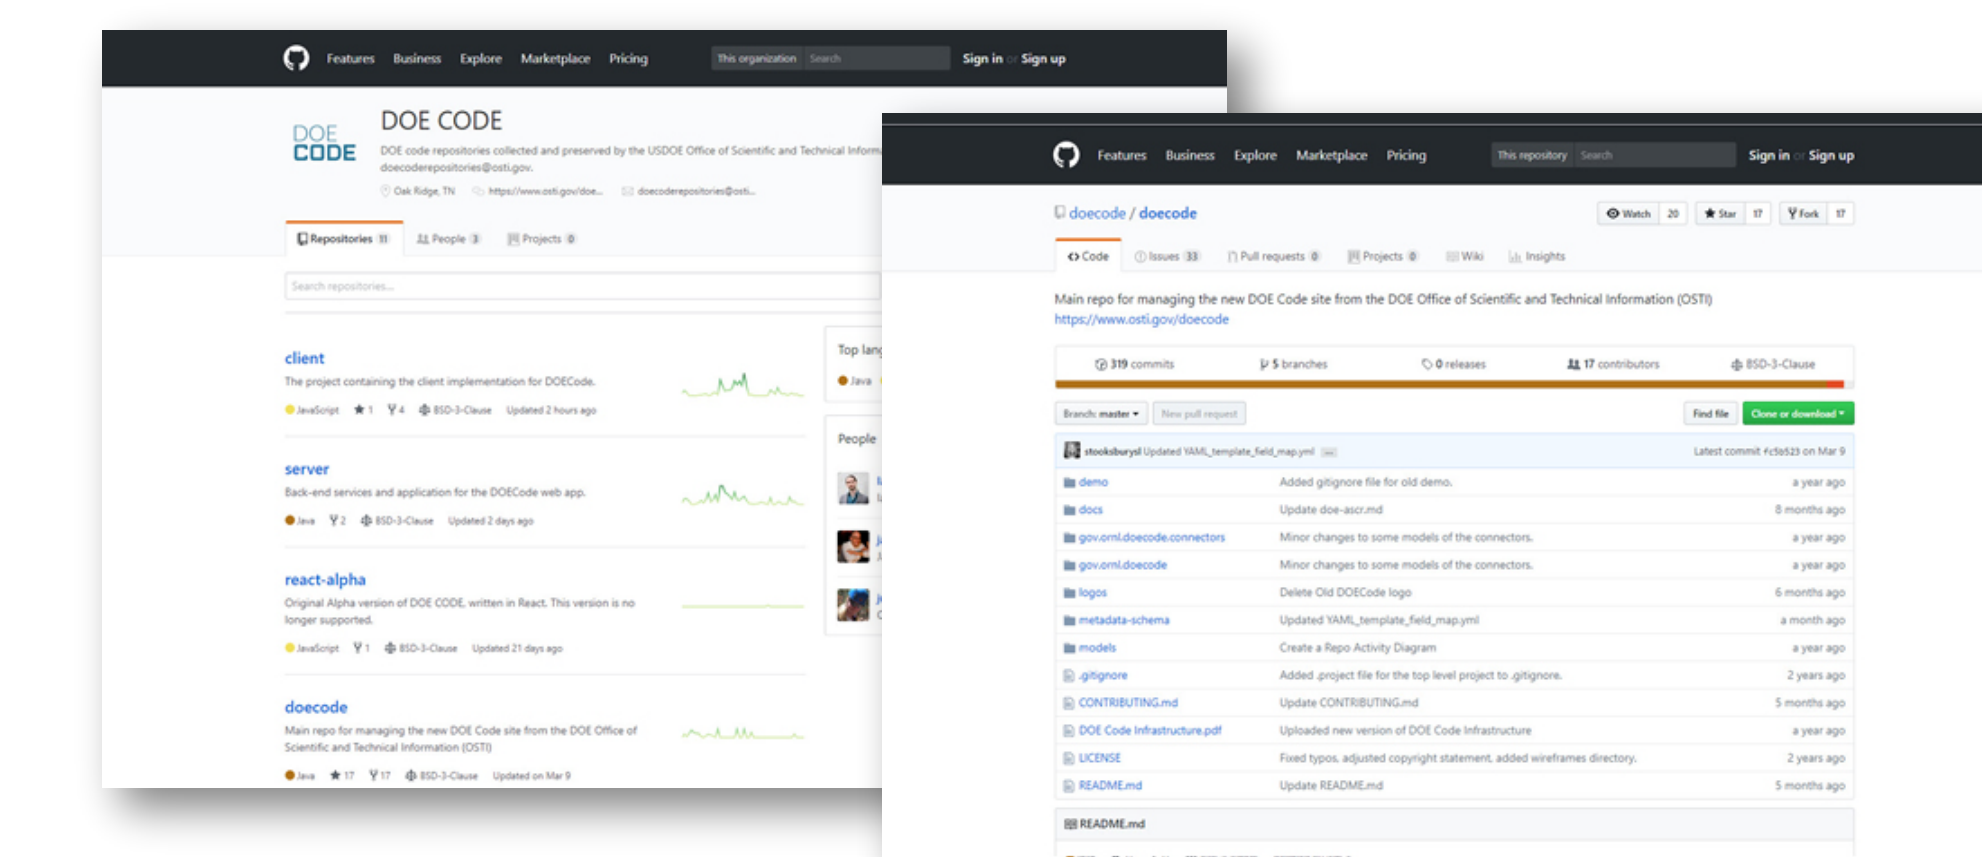 Features Business Explore Marketplace Pricing This organization Search Sign in or Sign up
DOE CODE
DOE
CODE
DOE code repositories collected and preserved by the USDOE Office of Scientific and Technical
doecoderepositories@osti.gov.
Oak Ridge, TN https://www.osti.gov/doe... doecoderepositories@osti...
Repositories 11 People 3 Projects 0
Search repositories...
client
The project containing the client implementation for DOECode.
JavaScript 1 4 BSD-3-Clause Updated 2 hours ago
server
Back-end services and application for the DOECode web app.
Java 2 BSD-3-Clause Updated 2 days ago
react-alpha
Original Alpha version of DOE CODE, written in React. This version is no
longer supported.
JavaScript 1 BSD-3-Clause Updated 21 days ago
doecode
Main repo for managing the new DOE Code site from the DOE Office of
Scientific and Technical Information (OSTI)
Java 17 17 BSD-3-Clause Updated on Mar 9
Top
Java
People
Features Business Explore Marketplace Pricing This repository Search Sign in or Sign up
doecode / doecode Watch 20 Star 17 Fork 17
Code Issues 33 Pull requests 0 Projects 0 Wiki Insights
Main repo for managing the new DOE Code site from the DOE Office of Scientific and Technical Information (OSTI)
https://www.osti.gov/doecode
319 commits 5 branches 0 releases 17 contributors BSD-3-Clause
Branch: master New pull request Find file Clone or download
stooksburysl Updated YAML_template_field_map.yml ... Latest commit on Mar 9
demo Added gitignore file for old demo. a year ago
docs Update doe-ascr.md 8 months ago
gov.ornl.doecode.connectors Minor changes to some models of the connectors. a year ago
gov.ornl.doecode Minor changes to some models of the connectors. a year ago
logos Delete Old DOECode logo 6 months ago
metadata-schema Updated YAML_template_field_map.yml a month ago
models Create a Repo Activity Diagram a year ago
.gitignore Added .project file for the top level project to .gitignore. 2 years ago
CONTRIBUTING.md Update CONTRIBUTING.md 5 months ago
DOE Code Infrastructure.pdf Uploaded new version of DOE Code Infrastructure a year ago
LICENSE Fixed typos, adjusted copyright statement, added wireframes directory. 2 years ago
README.md Update README.md 5 months ago
README.md